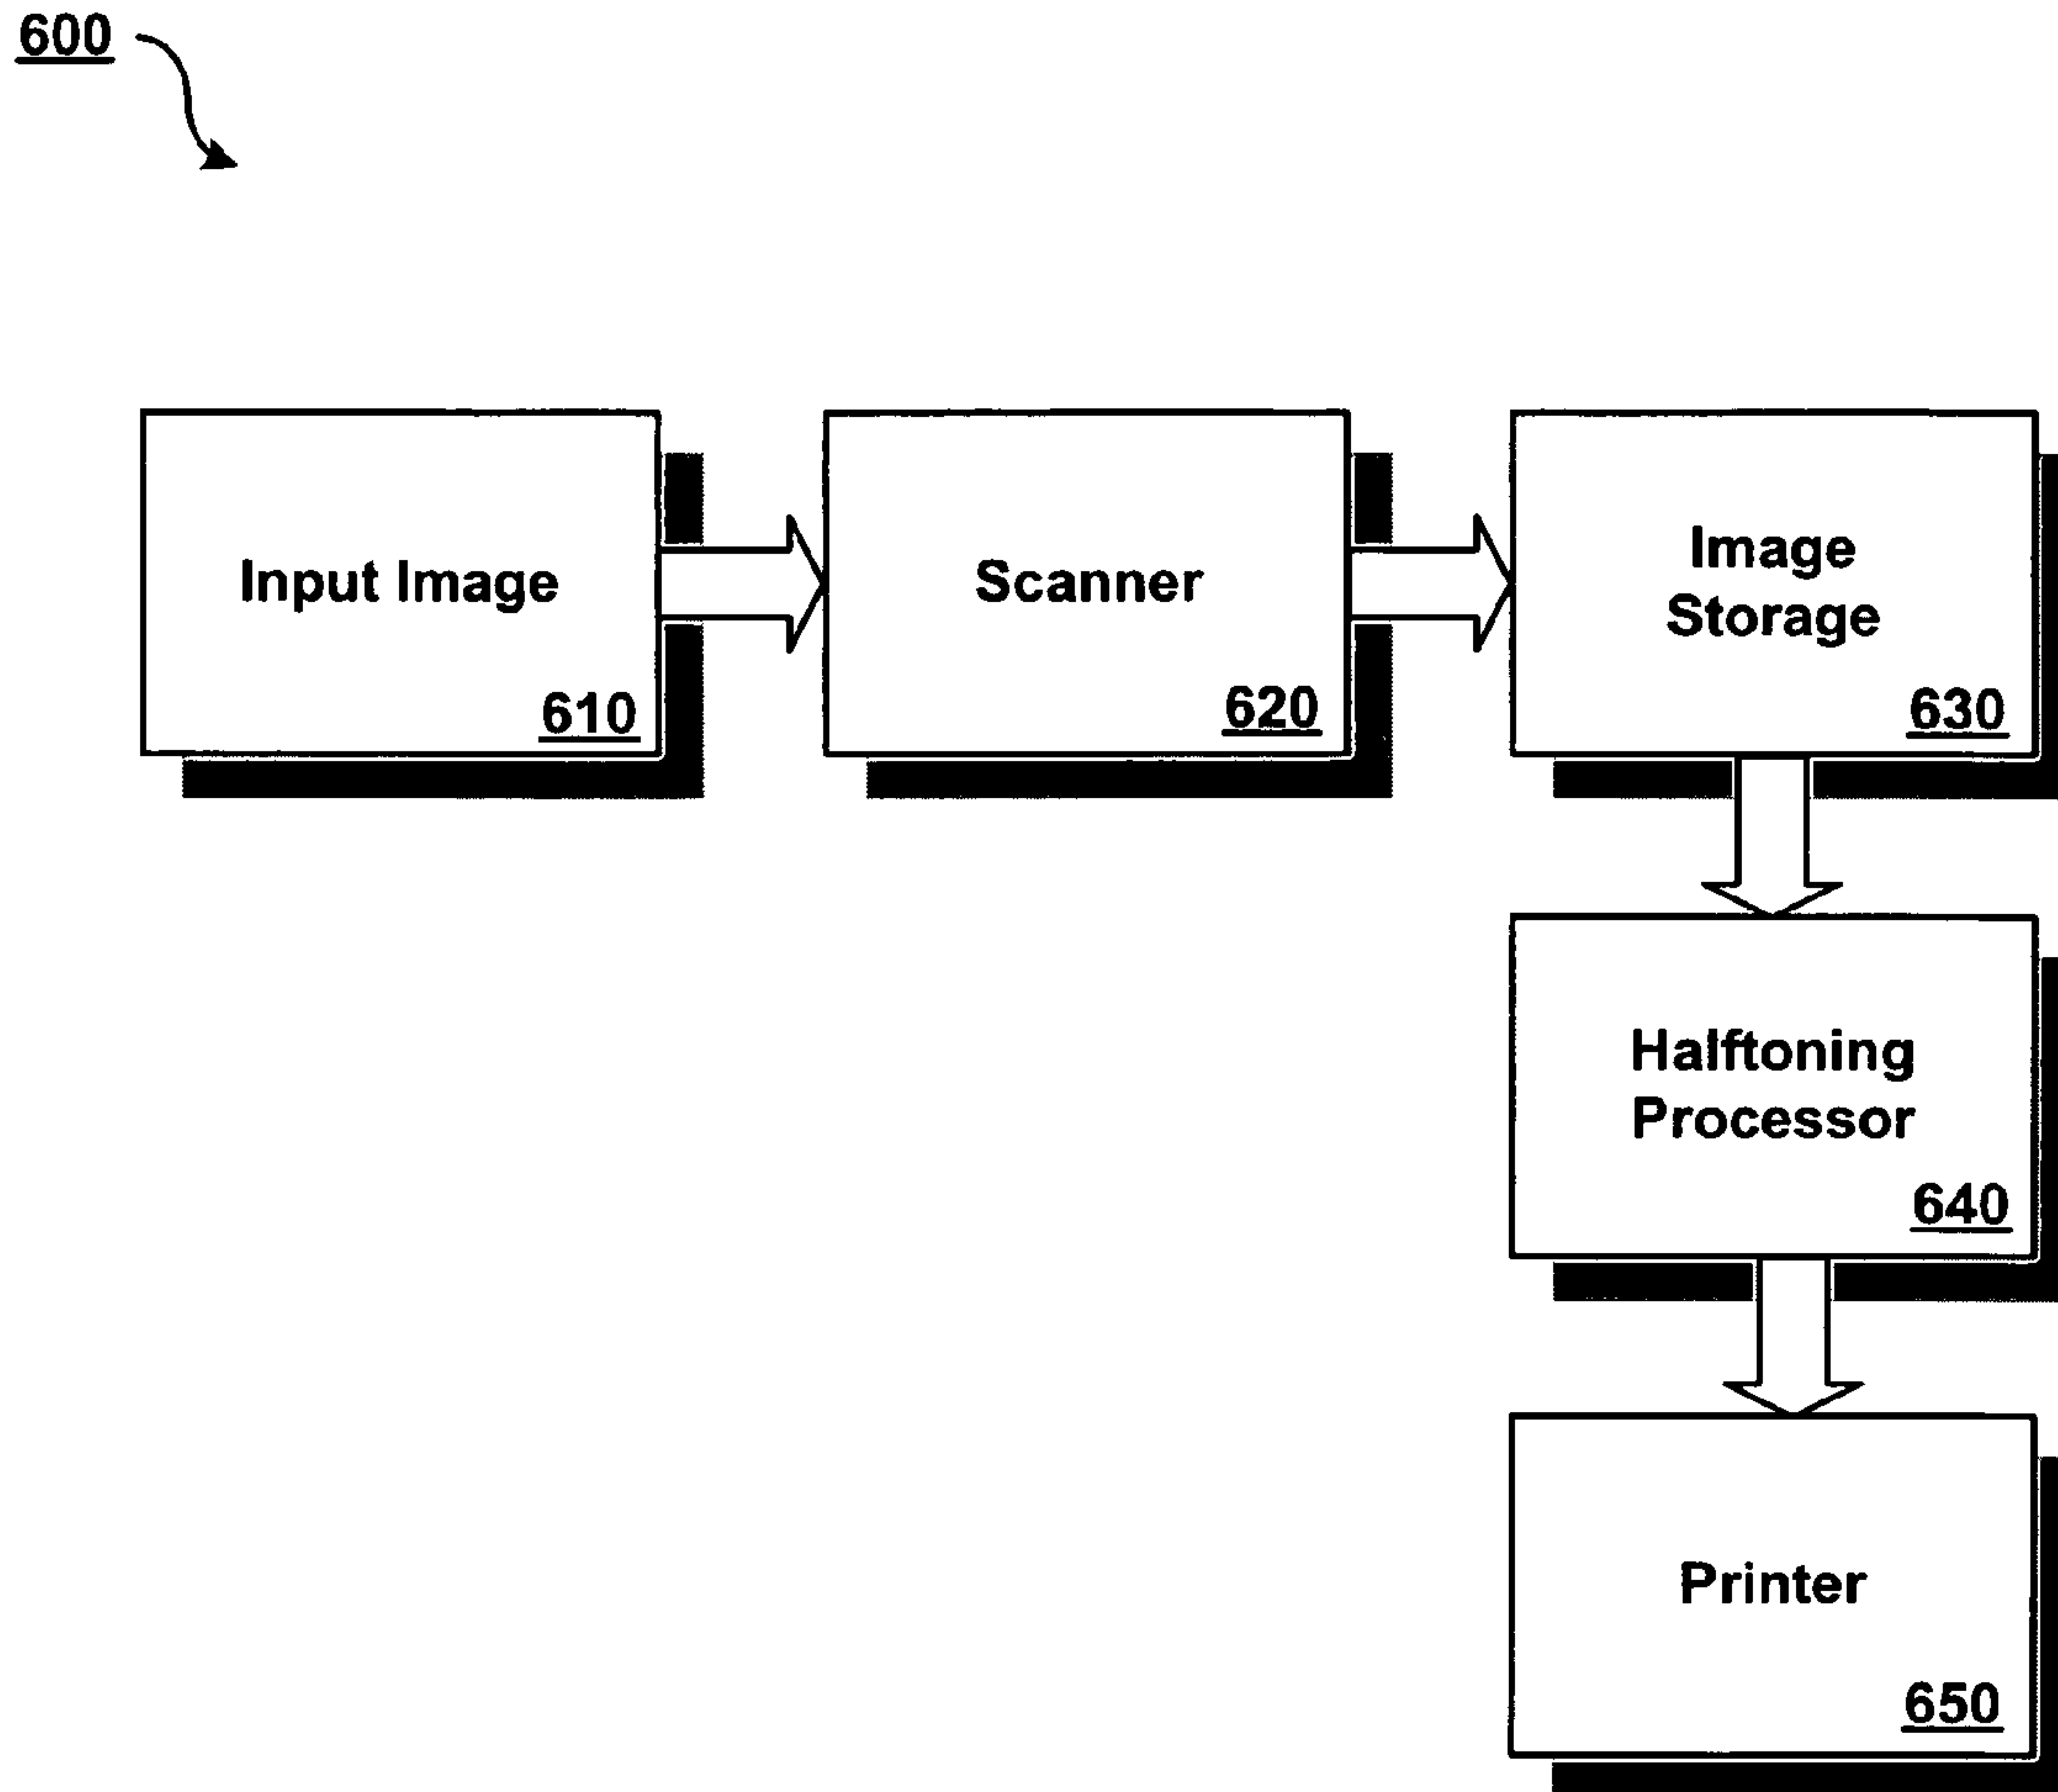 600
Input Image
610
Scanner
620
Image
Storage
630
Halftoning
Processor
640
Printer
650